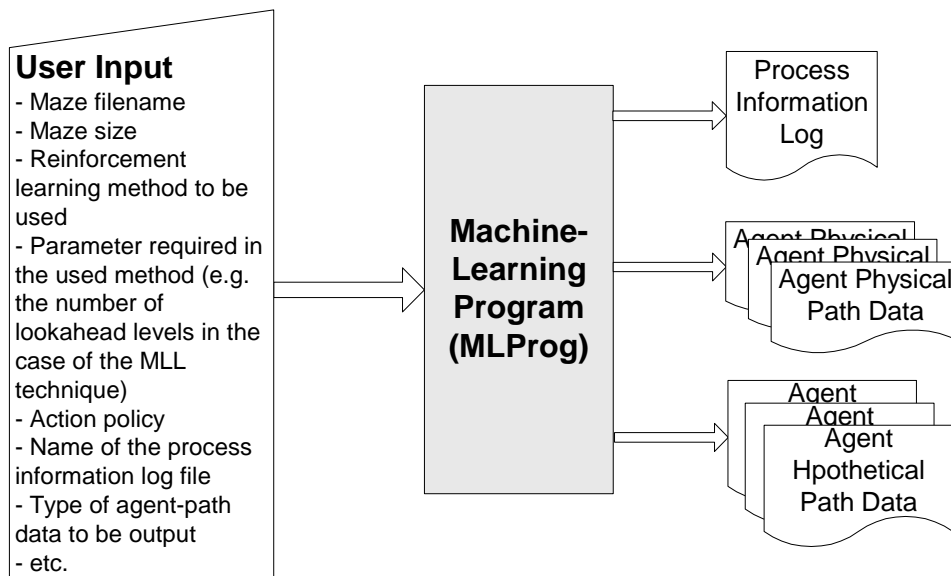 User Input
- Maze filename
- Maze size
- Reinforcement
learning method to be
used
- Parameter required in
the used method (e.g.
the number of
lookahead levels in the
case of the MLL
technique)
- Action policy
- Name of the process
information log file
- Type of agent-path
data to be output
- etc.
Machine-
Learning
Program
(MLProg)
Process
Information
Log
Agent Physical
Agent Physical
Agent Physical
Path Data
Agent
Agent
Agent
Hpothetical
Path Data